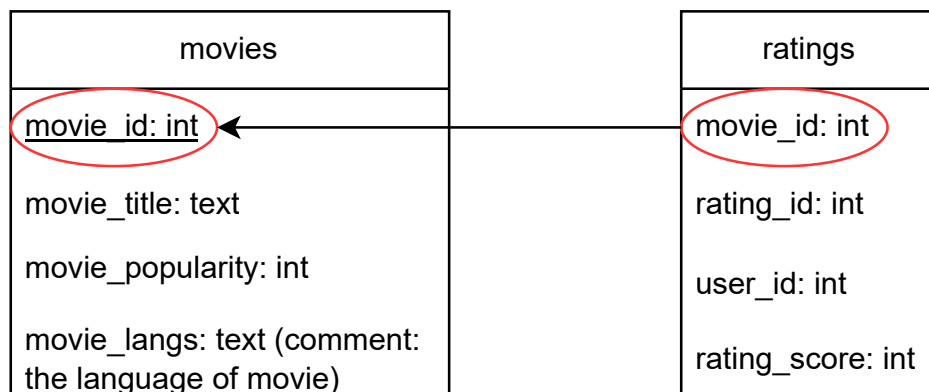 movies
movie_id: int
movie_title: text
movie_popularity: int
movie_langs: text (comment:
the language of movie)
ratings
movie_id: int
rating_id: int
user_id: int
rating_score: int